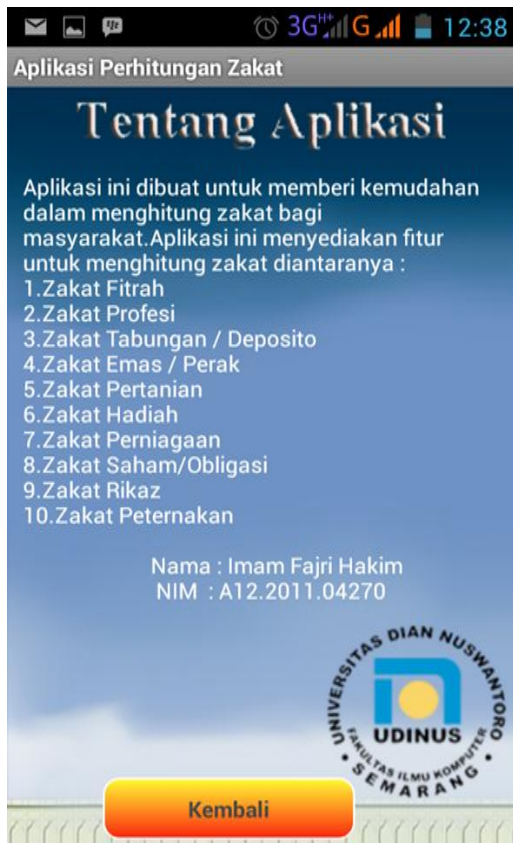 3G H+ G 12:38
Aplikasi Perhitungan Zakat
Tentang Aplikasi
Aplikasi ini dibuat untuk memberi kemudahan
dalam menghitung zakat bagi
masyarakat.Aplikasi ini menyediakan fitur
untuk menghitung zakat diantaranya :
1.Zakat Fitrah
2.Zakat Profesi
3.Zakat Tabungan / Deposito
4.Zakat Emas / Perak
5.Zakat Pertanian
6.Zakat Hadiah
7.Zakat Perniagaan
8.Zakat Saham/Obligasi
9.Zakat Rikaz
10.Zakat Peternakan
Nama : Imam Fajri Hakim
NIM : A12.2011.04270
UNIVERSITAS DIAN NUSWANTORO
UDINUS
FAKULTAS ILMU KOMPUTER
SEMARANG
Kembali